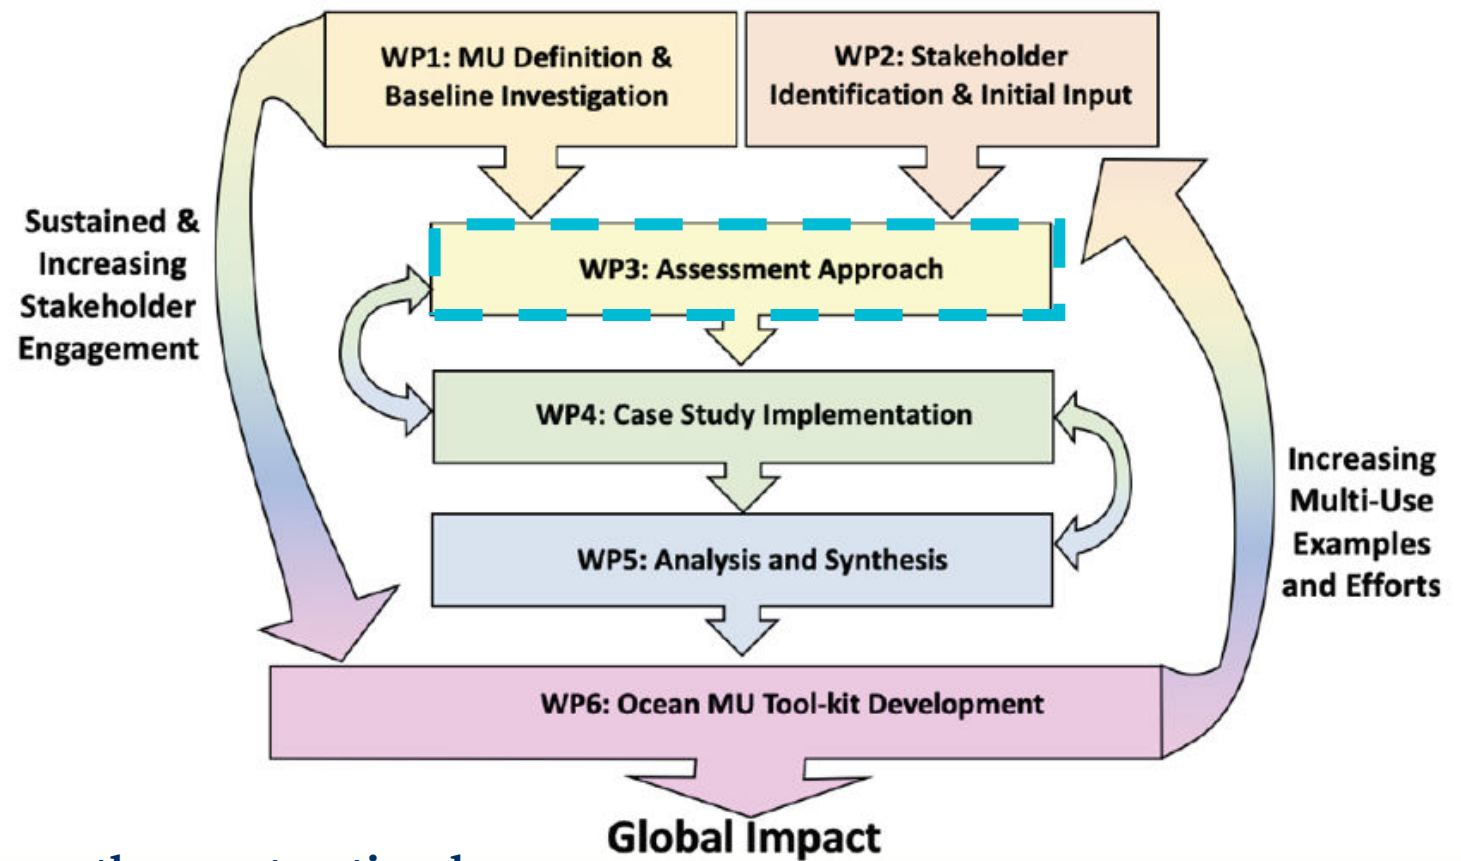 WP1: MU Definition &
Baseline Investigation
WP2: Stakeholder
Identification & Initial Input
Sustained &
Increasing
Stakeholder
Engagement
WP3: Assessment Approach
WP4: Case Study Implementation
Increasing
Multi-Use
Examples
and Efforts
WP5: Analysis and Synthesis
WP6: Ocean MU Tool-kit Development
Global Impact